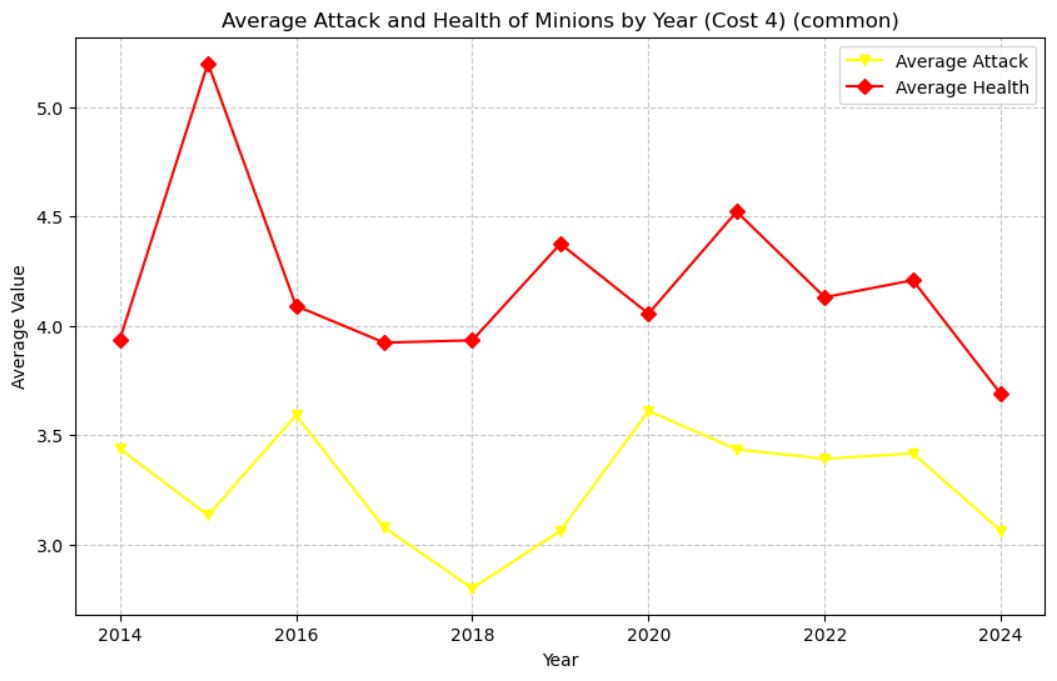 Average Attack and Health of Minions by Year (Cost 4) (common)
Average Attack
Average Health
5.0
4.5
4.0
3.5
3.0
Average Value
2014 2016 2018 2020 2022 2024
Year